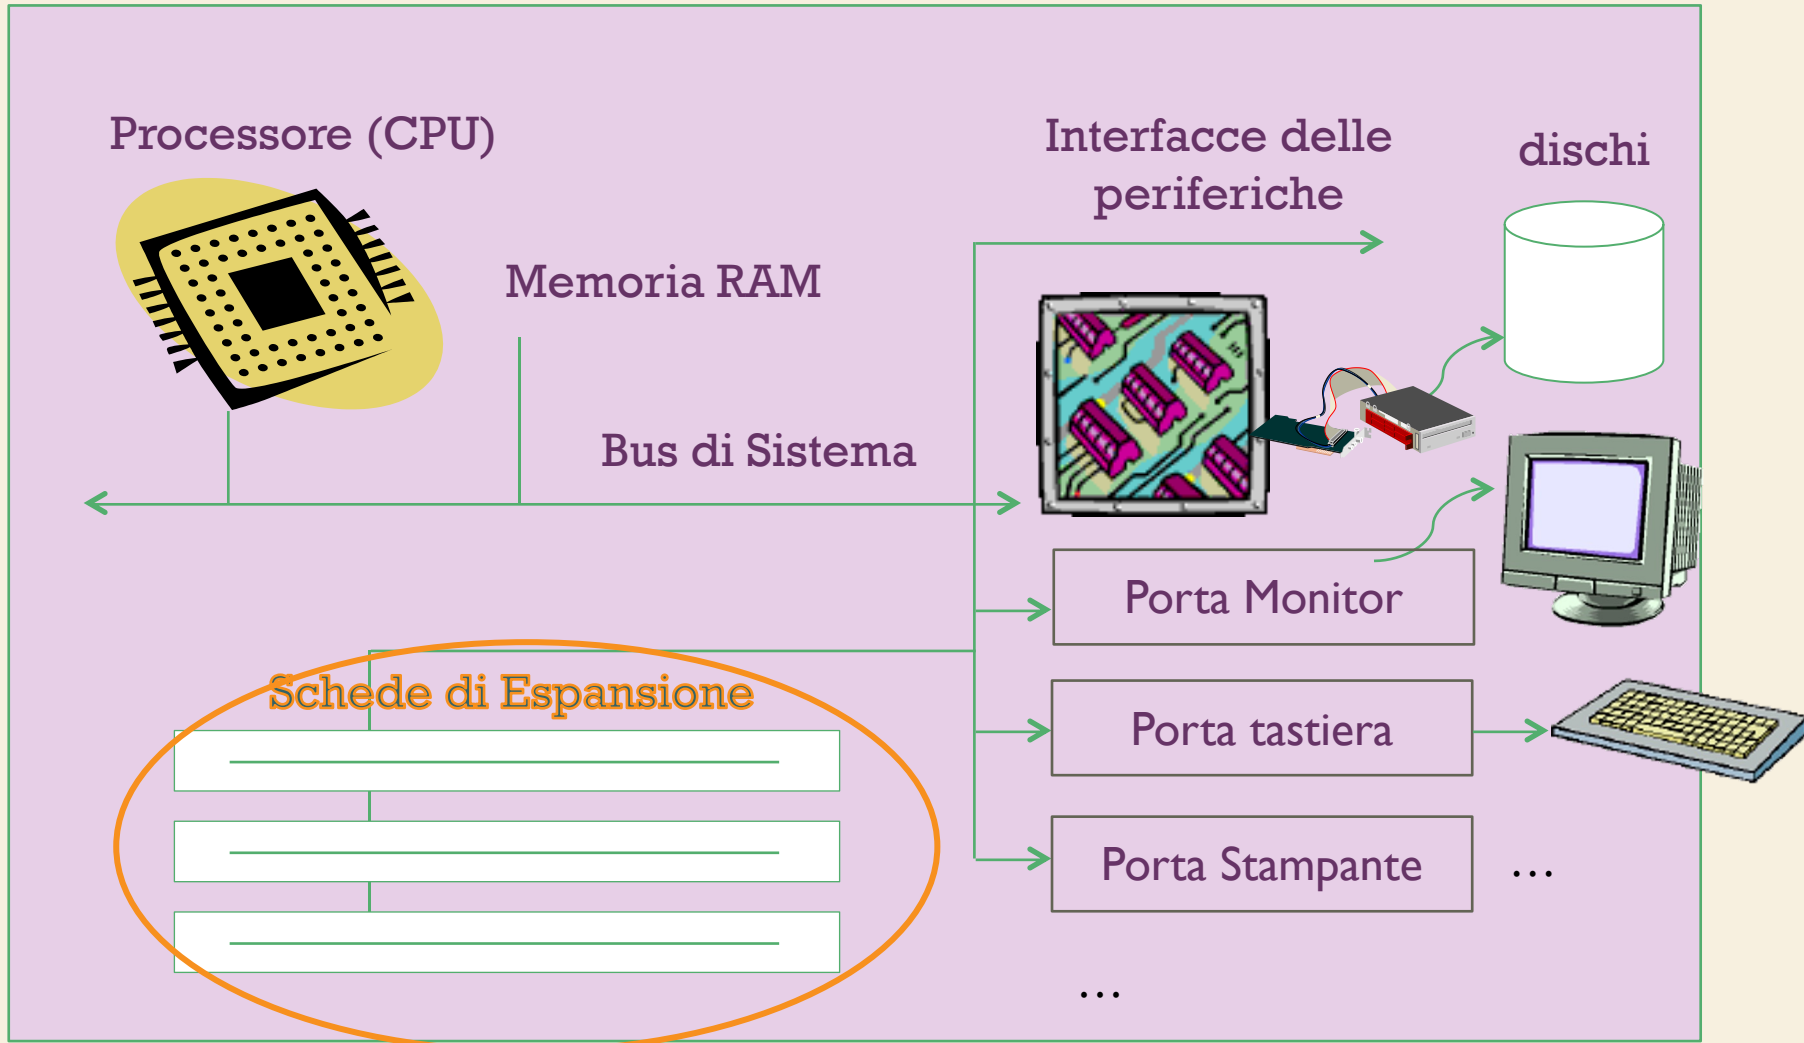 Processore (CPU)
Interfacce delle
periferiche
dischi
Memoria RAM
Bus di Sistema
Porta Monitor
Schede di Espansione
Porta tastiera
Porta Stampante
...
...